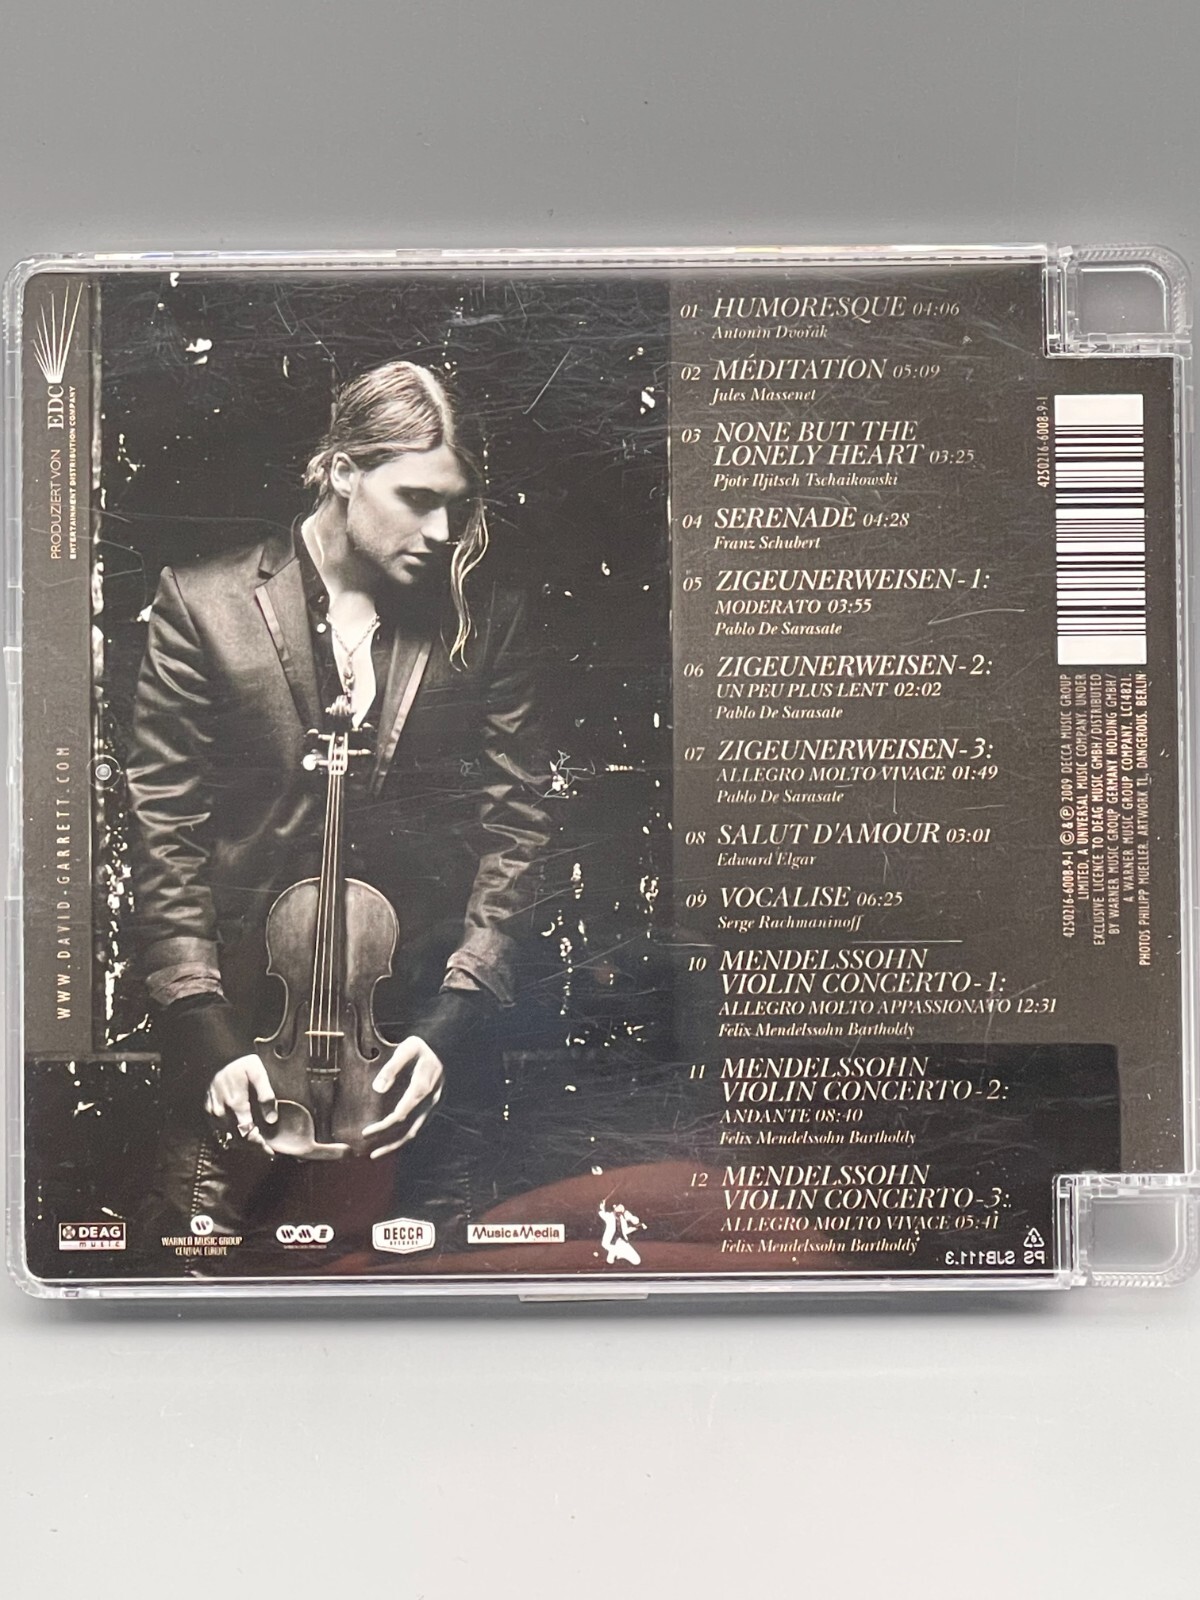 01 HUMORESQUE 04:06
Antonín Dvořák
02 MÉDITATION 05:09
Jules Massenet
03 NONE BUT THE
LONELY HEART 03:25
Pjotr Iljitsch Tschaikowski
04 SERENADE 04:28
Franz Schubert
05 ZIGEUNERWEISEN-1:
MODERATO 03:55
Pablo De Sarasate
06 ZIGEUNERWEISEN-2:
UN PEU PLUS LENT 02:02
Pablo De Sarasate
07 ZIGEUNERWEISEN-3:
ALLEGRO MOLTO VIVACE 01:49
Pablo De Sarasate
08 SALUT D'AMOUR 03:01
Edward Elgar
09 VOCALISE 06:25
Serge Rachmaninoff
10 MENDELSSOHN
VIOLIN CONCERTO-1:
ALLEGRO MOLTO APPASSIONATO 12:31
Felix Mendelssohn Bartholdy
11 MENDELSSOHN
VIOLIN CONCERTO-2:
ANDANTE 08:40
Felix Mendelssohn Bartholdy
12 MENDELSSOHN
VIOLIN CONCERTO-3:
ALLEGRO MOLTO VIVACE 05:41
Felix Mendelssohn Bartholdy
PRODUZIERT VON EDC
ENTERTAINMENT DISTRIBUTION COMPANY
WWW.DAVID-GARRETT.COM
DEAG
music
WARNER MUSIC GROUP
CENTRAL EUROPE
DECCA
RECORDS
Music&Media
4250216-6008-9-1
4250216-6008-9-1 © & ℗ 2009 DECCA MUSIC GROUP
LIMITED, A UNIVERSAL MUSIC COMPANY, UNDER
EXCLUSIVE LICENCE TO DEAG MUSIC GMBH/DISTRIBUTED
BY WARNER MUSIC GROUP GERMANY HOLDING GMBH/
A WARNER MUSIC GROUP COMPANY. LC14821.
PHOTOS PHILIPP MUELLER. ARTWORK TL, DANGEROUS. BERLIN
6
PS SJB111.3